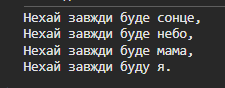 Нехай завжди буде сонце,
Нехай завжди буде небо,
Нехай завжди буде мама,
Нехай завжди буду я.